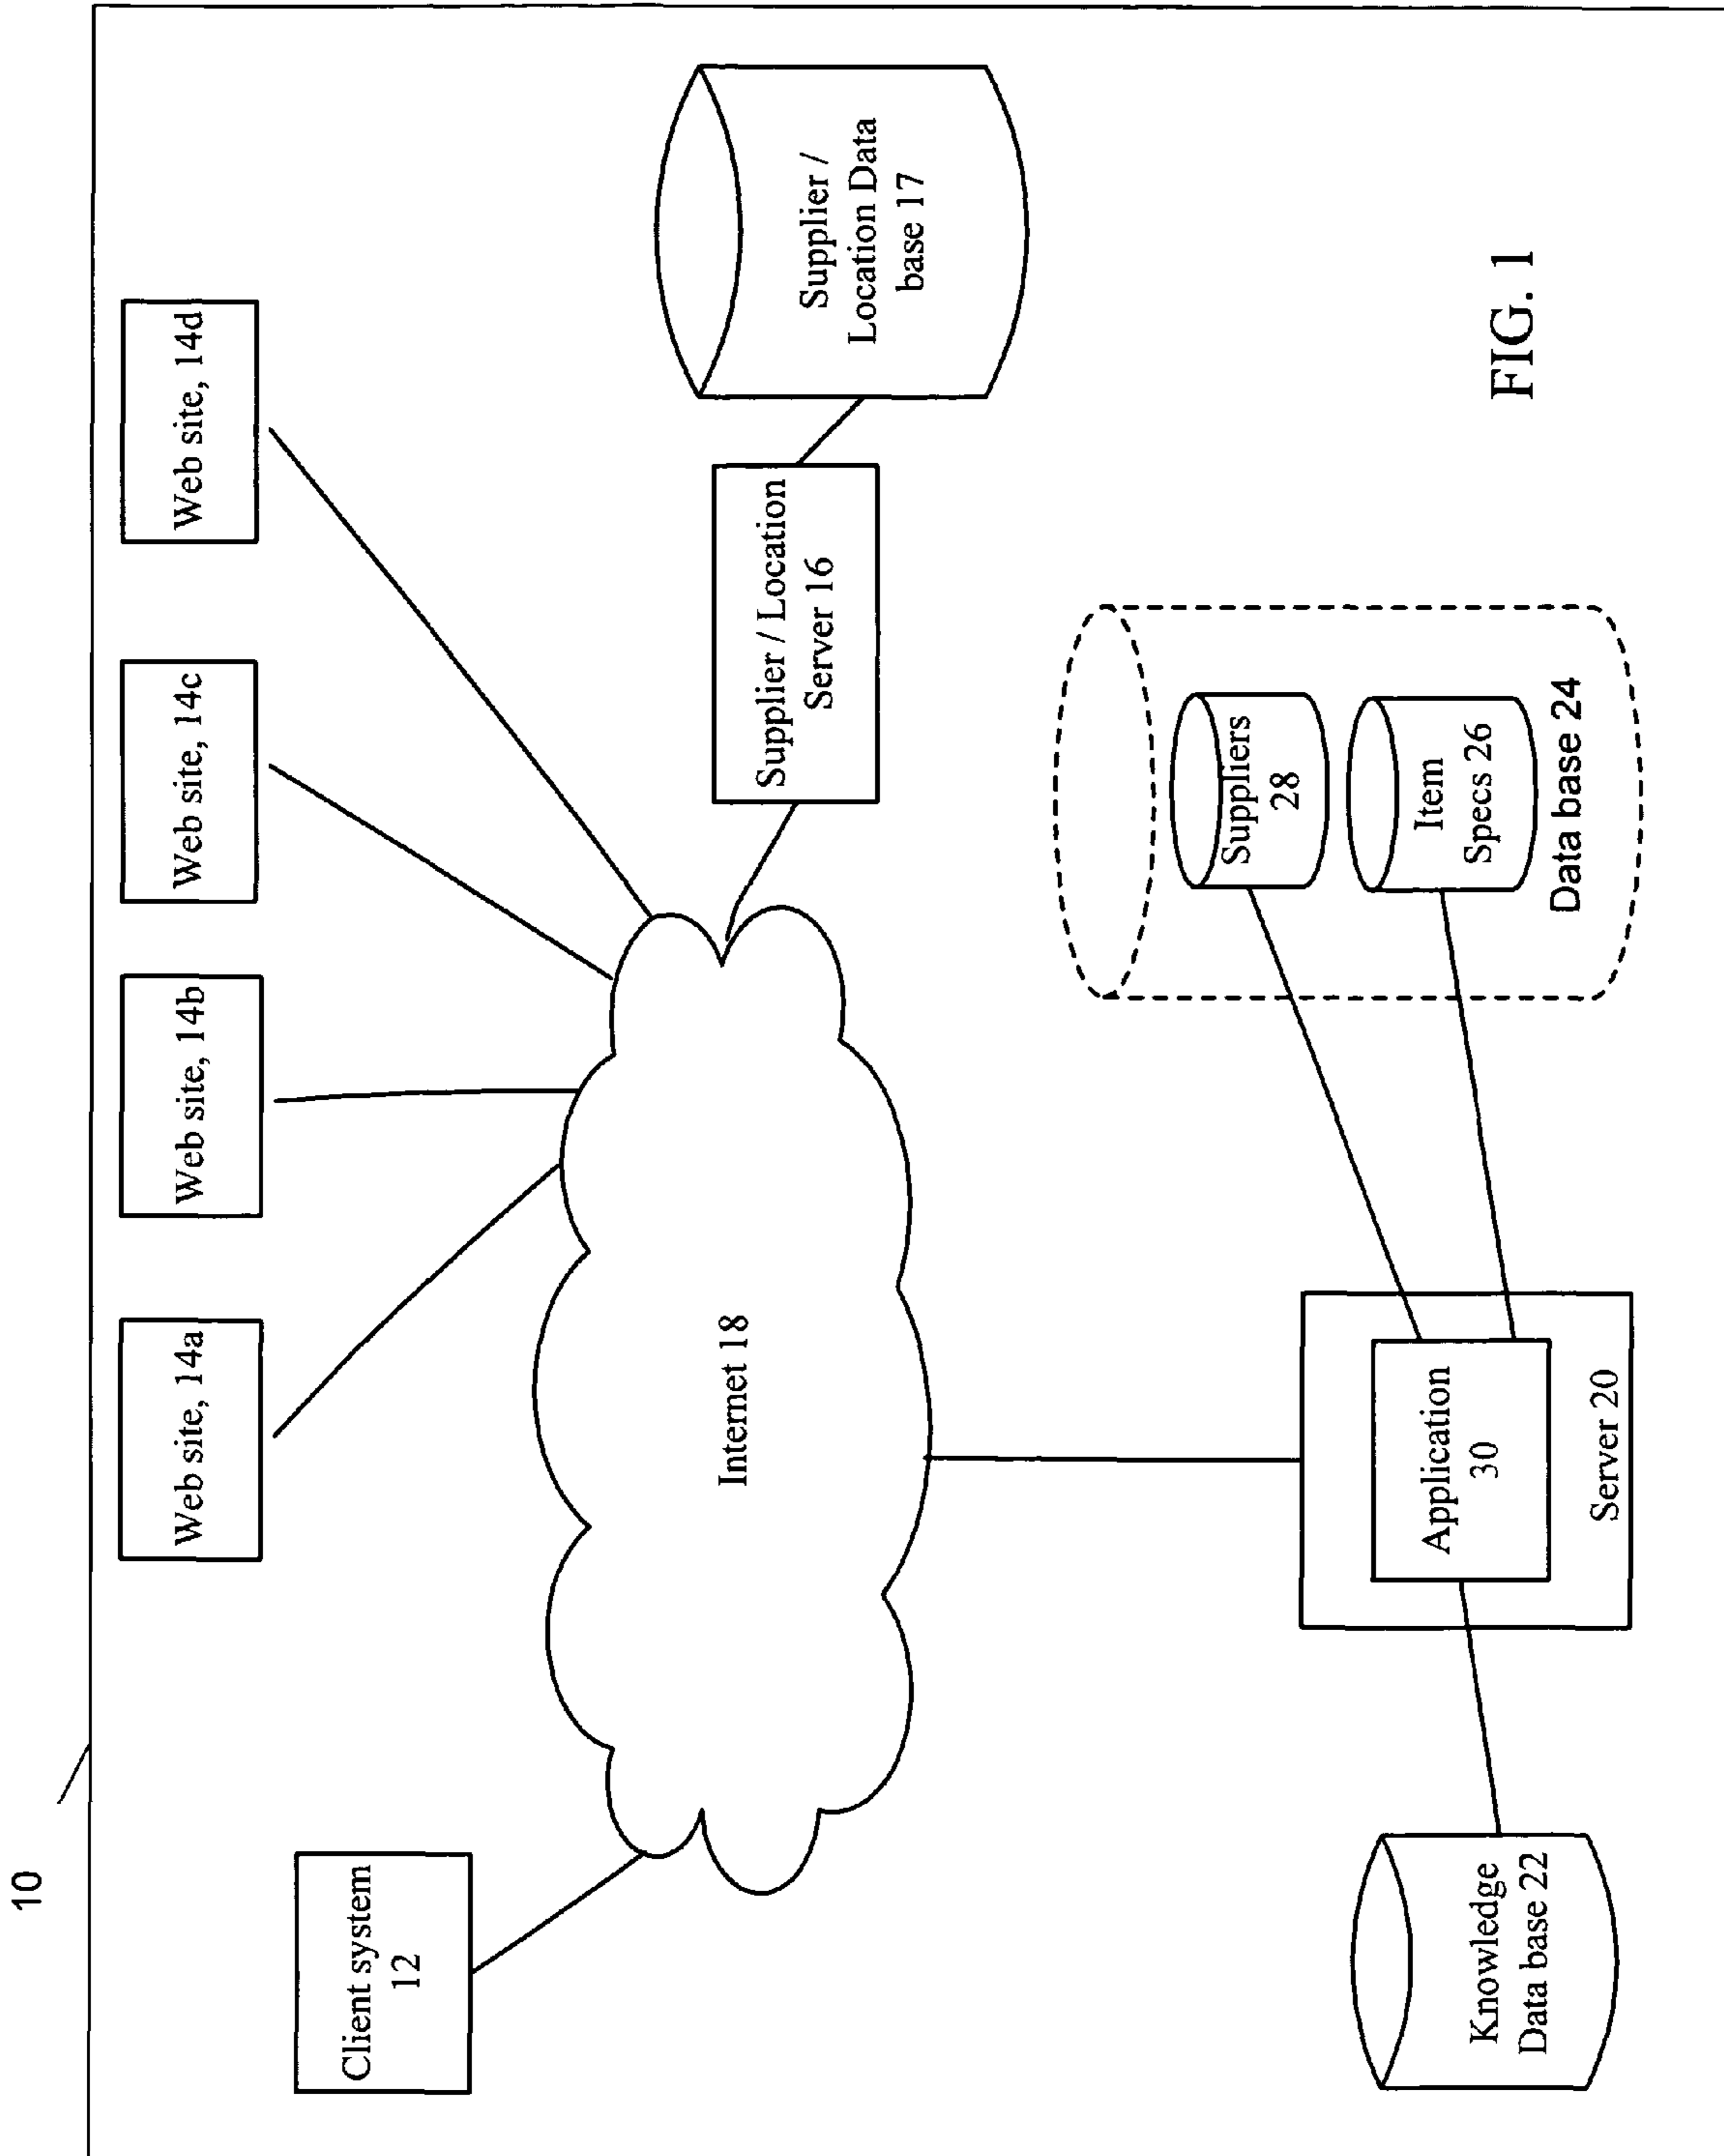 10
Web site, 14a
Web site, 14b
Web site, 14c
Web site, 14d
Client system
12
Internet 18
Supplier / Location
Server 16
Supplier /
Location Data
base 17
Knowledge
Data base 22
Application
30
Server 20
Suppliers
28
Item
Specs 26
Data base 24
FIG. 1